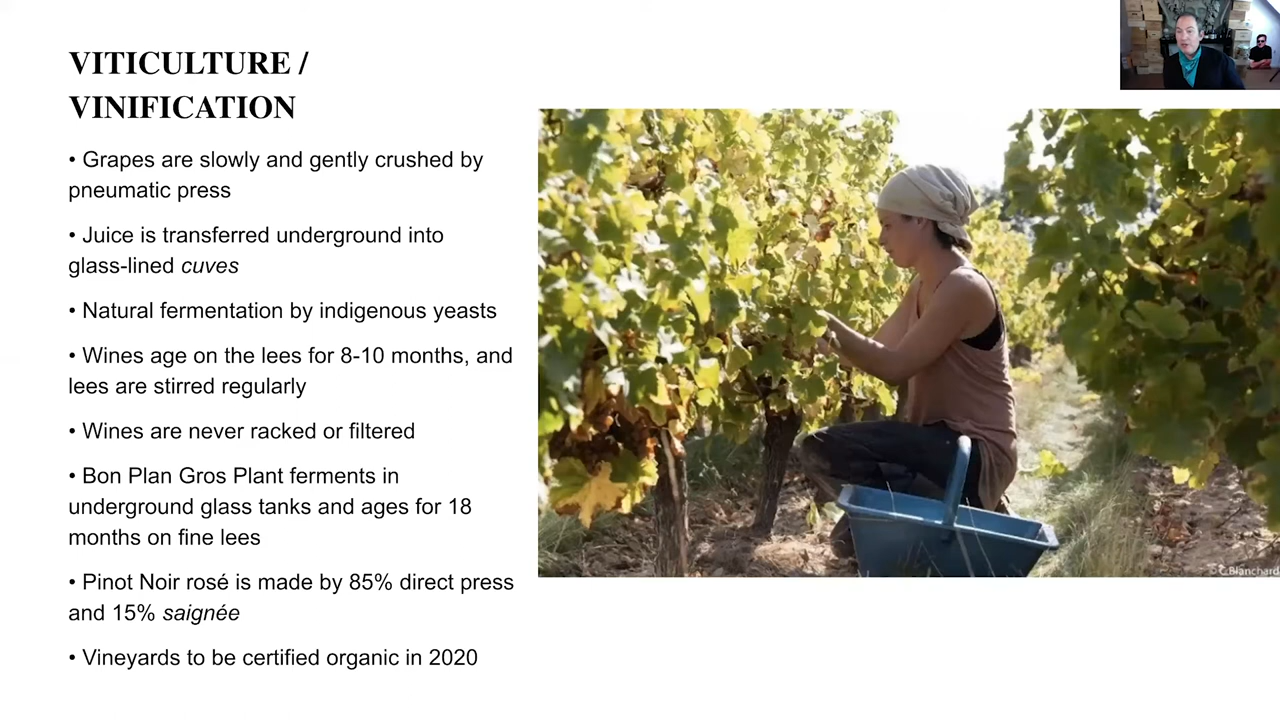 VITICULTURE /
VINIFICATION
• Grapes are slowly and gently crushed by
pneumatic press
• Juice is transferred underground into
glass-lined cuves
• Natural fermentation by indigenous yeasts
• Wines age on the lees for 8-10 months, and
lees are stirred regularly
• Wines are never racked or filtered
• Bon Plan Gros Plant ferments in
underground glass tanks and ages for 18
months on fine lees
• Pinot Noir rosé is made by 85% direct press
and 15% saignée
• Vineyards to be certified organic in 2020
Blanchard